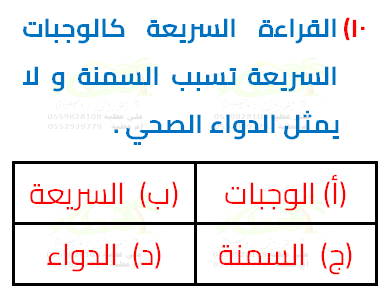 ١٠) القراءة السريعة كالوجبات
السريعة تسبب السمنة و لا
يمثل الدواء الصحي .
(أ) الوجبات
(ب) السريعة
(ج) السمنة
(د) الدواء